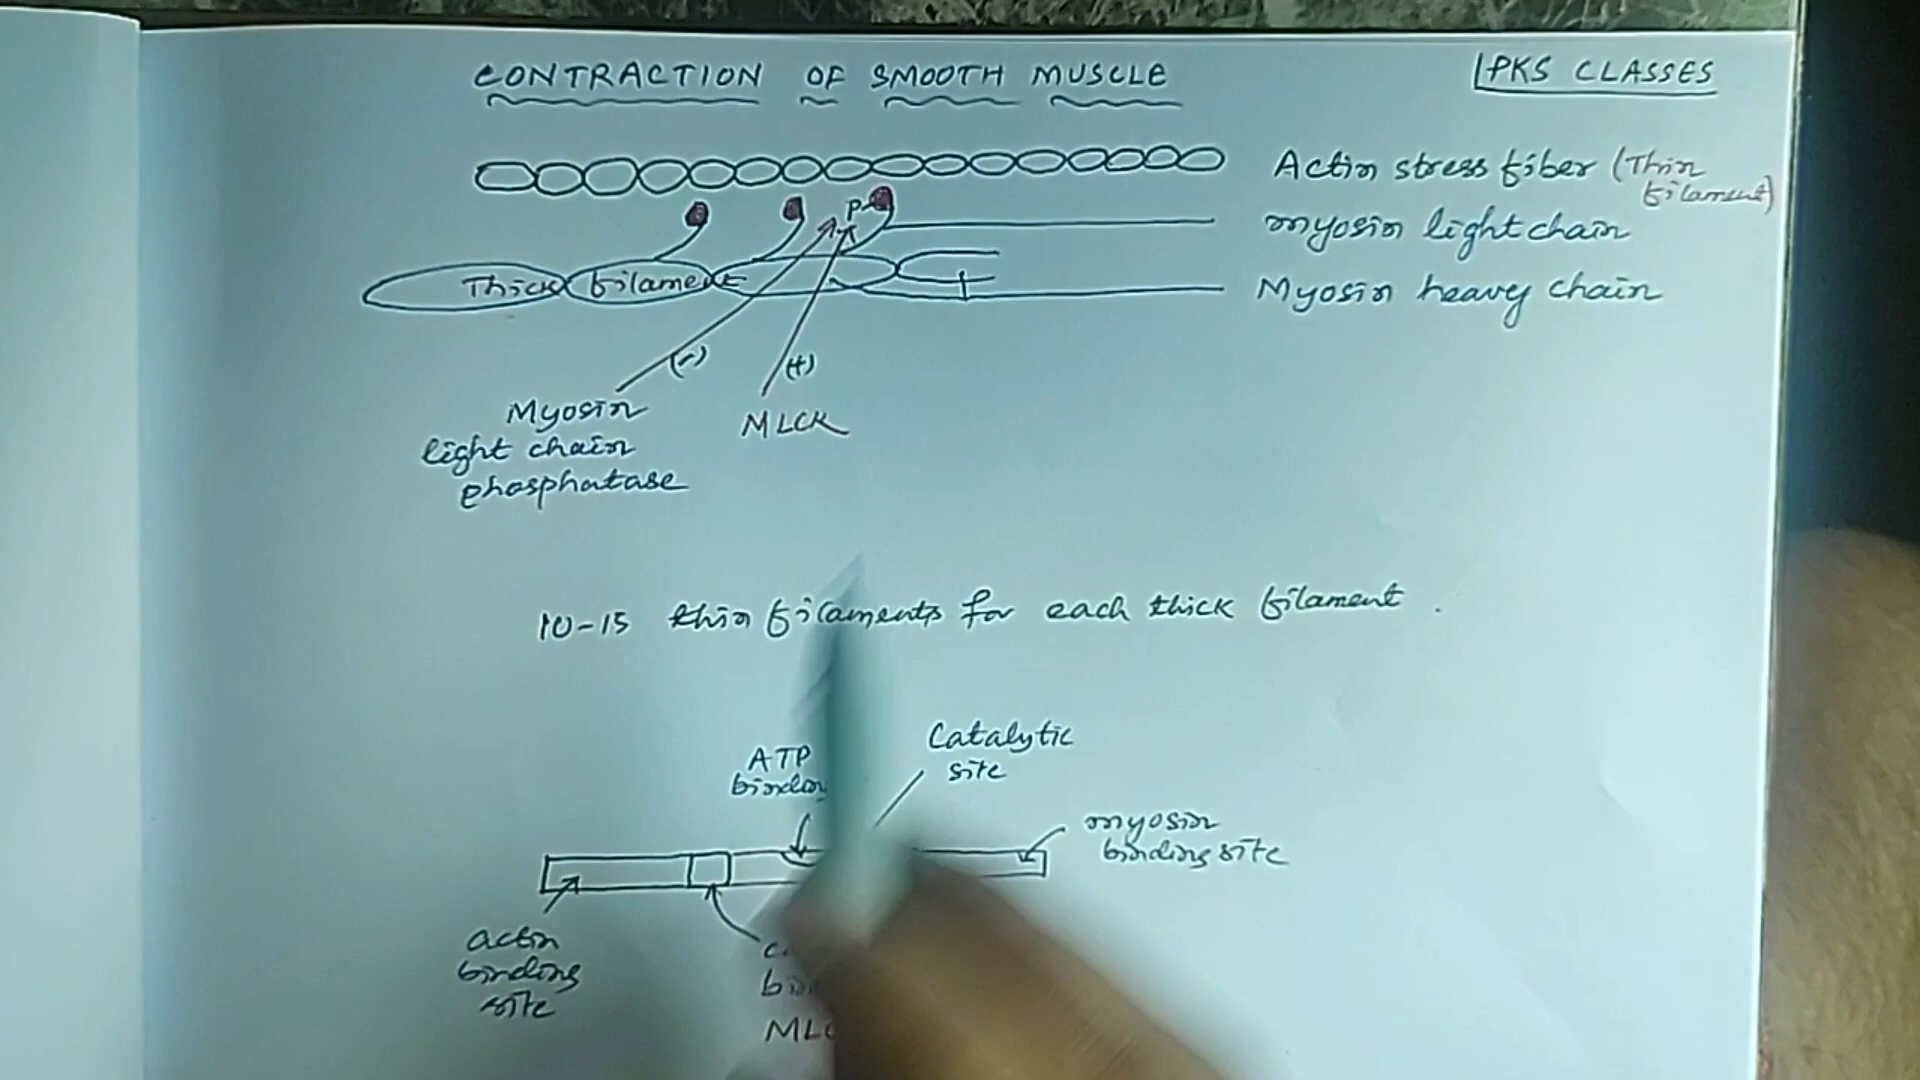 CONTRACTION OF SMOOTH MUSCLE
PKS CLASSES
Actin stress fiber (Thin filament)
P
myosin light chain
Thick filament
Myosin heavy chain
(-)
(+)
Myosin
light chain
phosphatase
MLCK
10-15 thin filaments for each thick filament.
ATP
binding
Catalytic
site
myosin
binding site
actin
binding
site